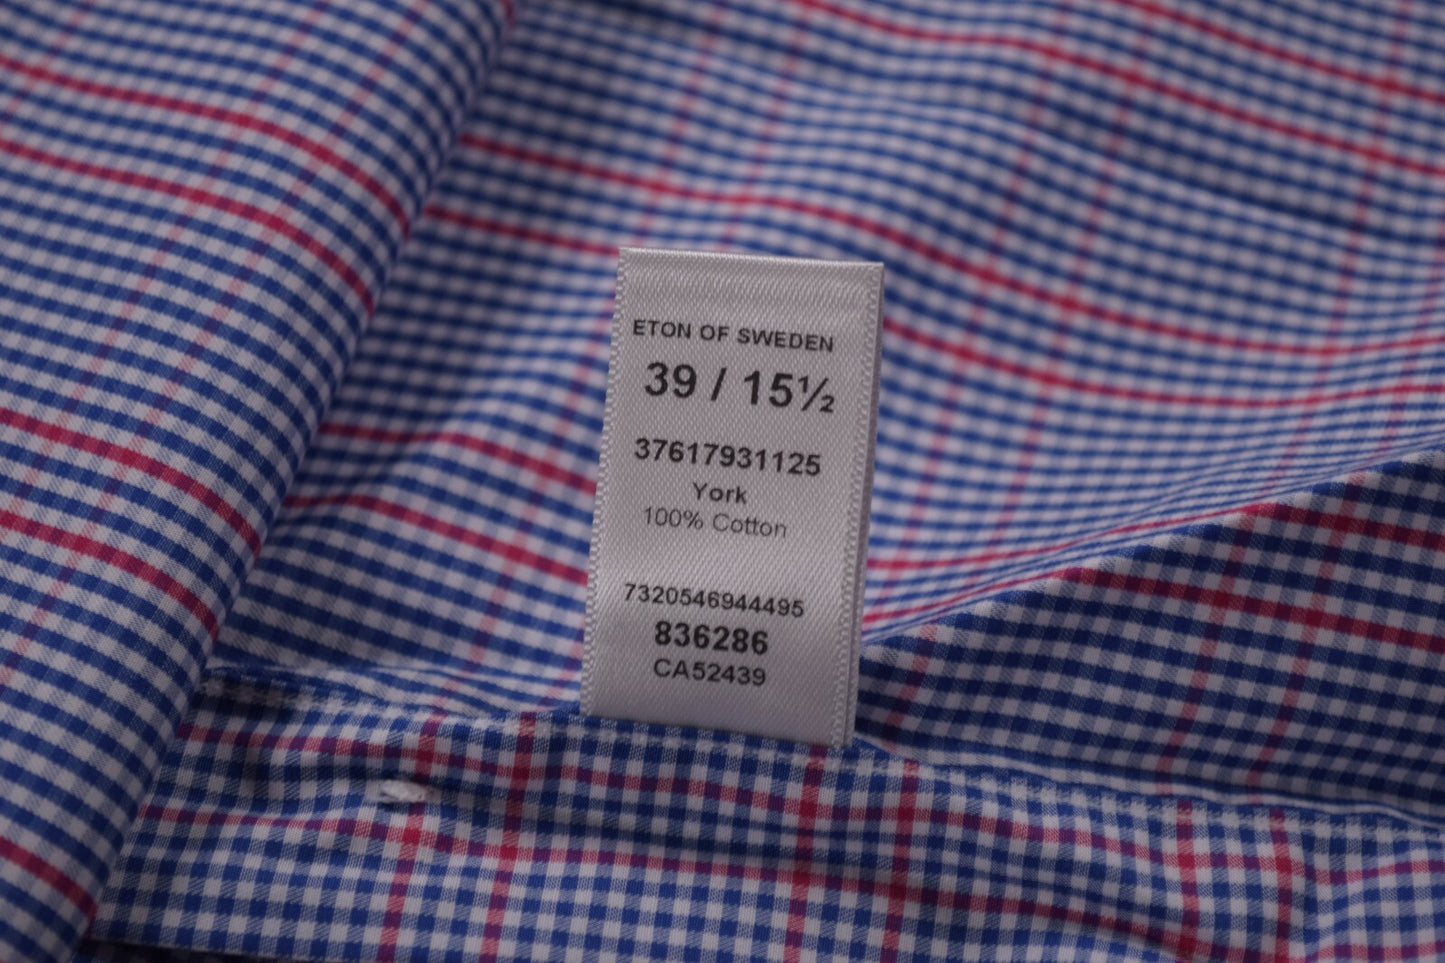 ETON OF SWEDEN
39 / 15½
37617931125
York
100% Cotton
7320546944495
836286
CA52439